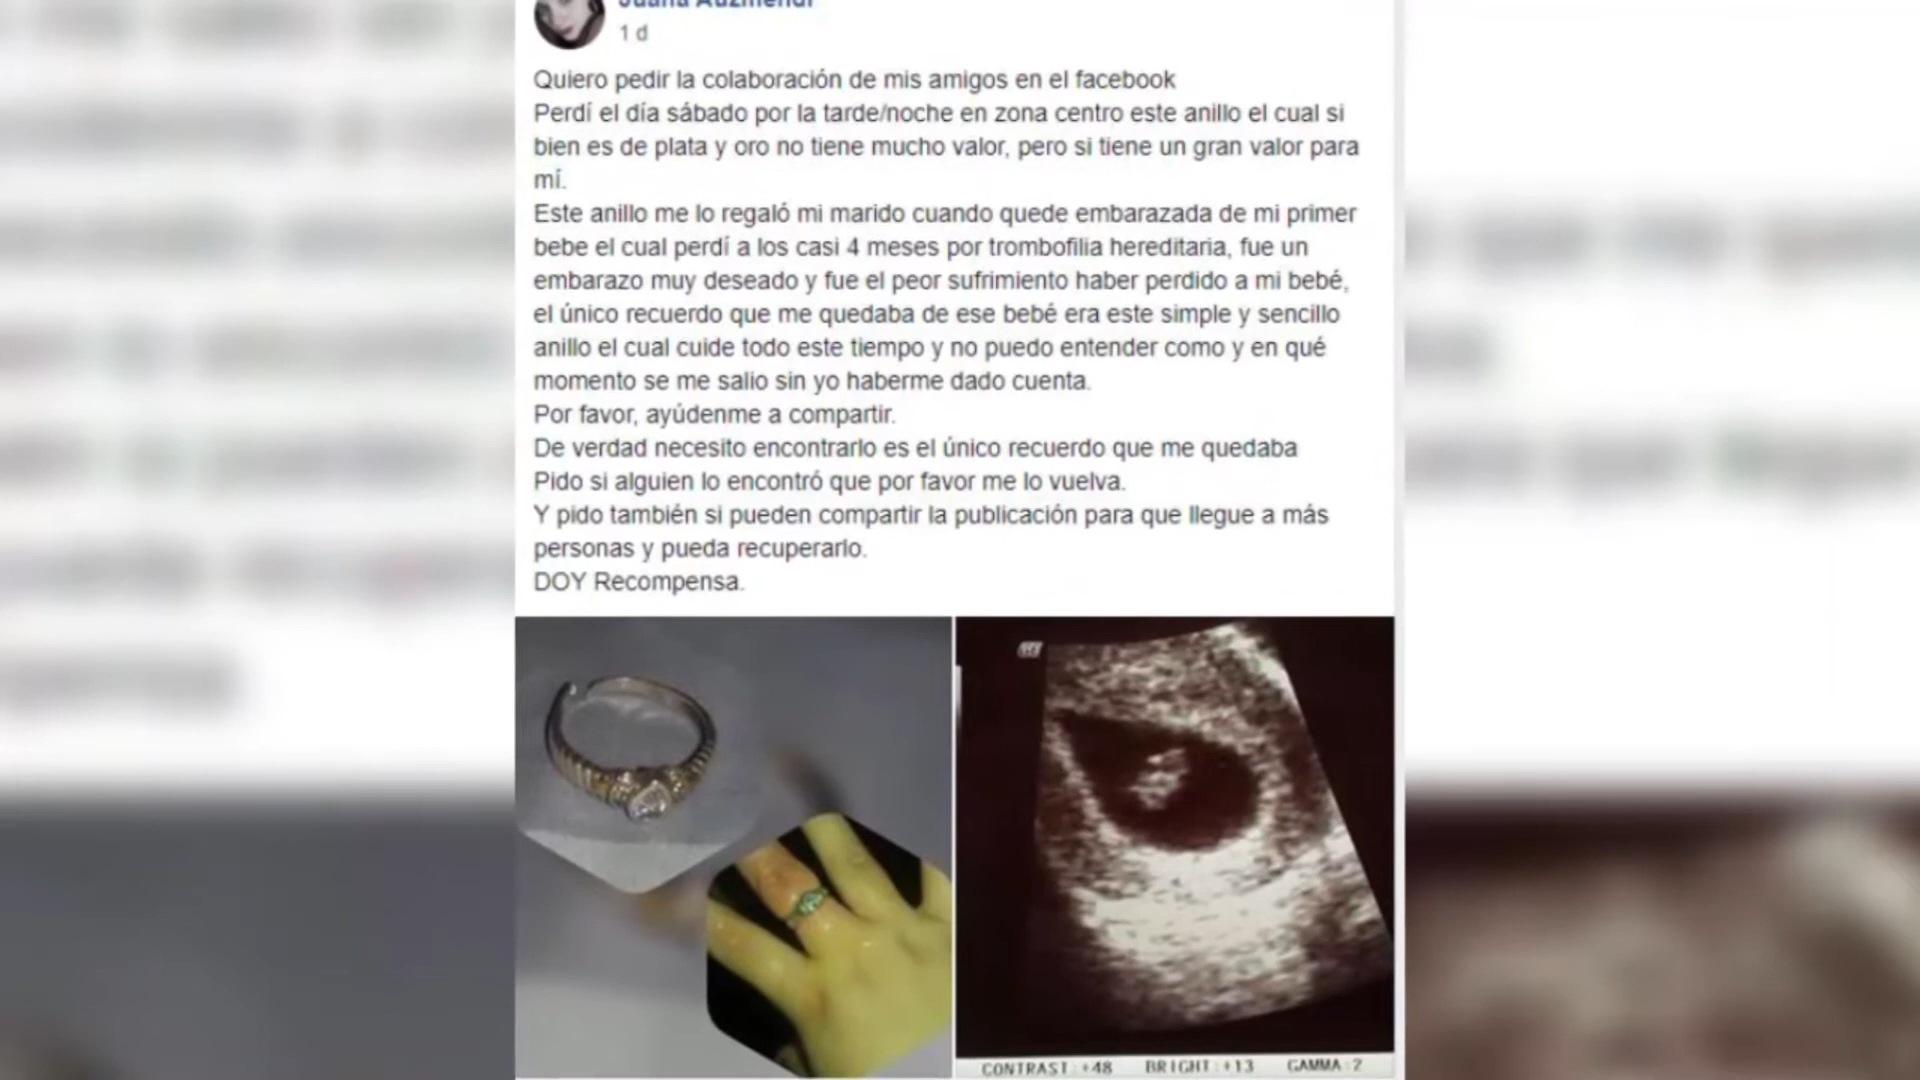 1 d
Quiero pedir la colaboración de mis amigos en el facebook
Perdí el día sábado por la tarde/noche en zona centro este anillo el cual si
bien es de plata y oro no tiene mucho valor, pero si tiene un gran valor para
mí.
Este anillo me lo regaló mi marido cuando quede embarazada de mi primer
bebe el cual perdí a los casi 4 meses por trombofilia hereditaria, fue un
embarazo muy deseado y fue el peor sufrimiento haber perdido a mi bebé,
el único recuerdo que me quedaba de ese bebé era este simple y sencillo
anillo el cual cuide todo este tiempo y no puedo entender como y en qué
momento se me salio sin yo haberme dado cuenta.
Por favor, ayúdenme a compartir.
De verdad necesito encontrarlo es el único recuerdo que me quedaba
Pido si alguien lo encontró que por favor me lo vuelva.
Y pido también si pueden compartir la publicación para que llegue a más
personas y pueda recuperarlo.
DOY Recompensa.
CONTRAST:+48 BRIGHT:+13 GAMMA:2